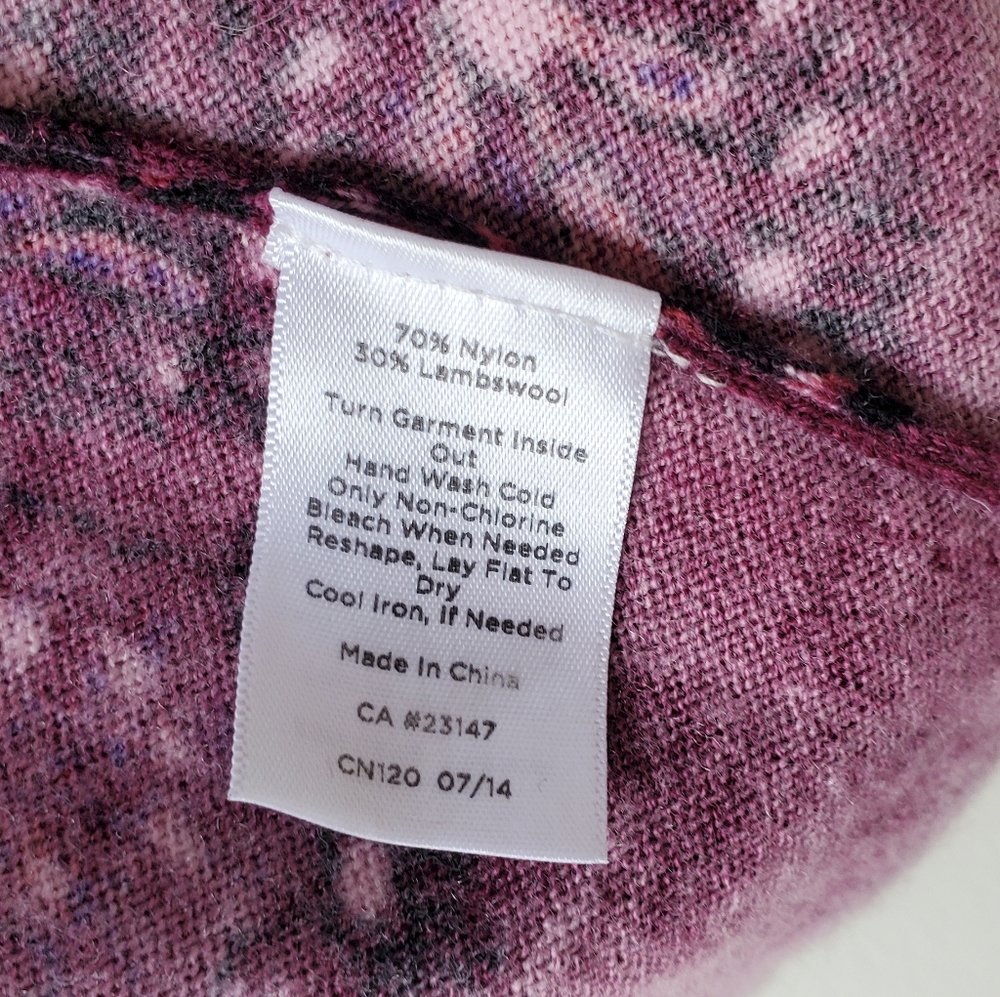 70% Nylon
30% Lambswool
Turn Garment Inside
Out
Hand Wash Cold
Only Non-Chlorine
Bleach When Needed
Reshape, Lay Flat To
Dry
Cool Iron, If Needed
Made In China
CA #23147
CN120 07/14